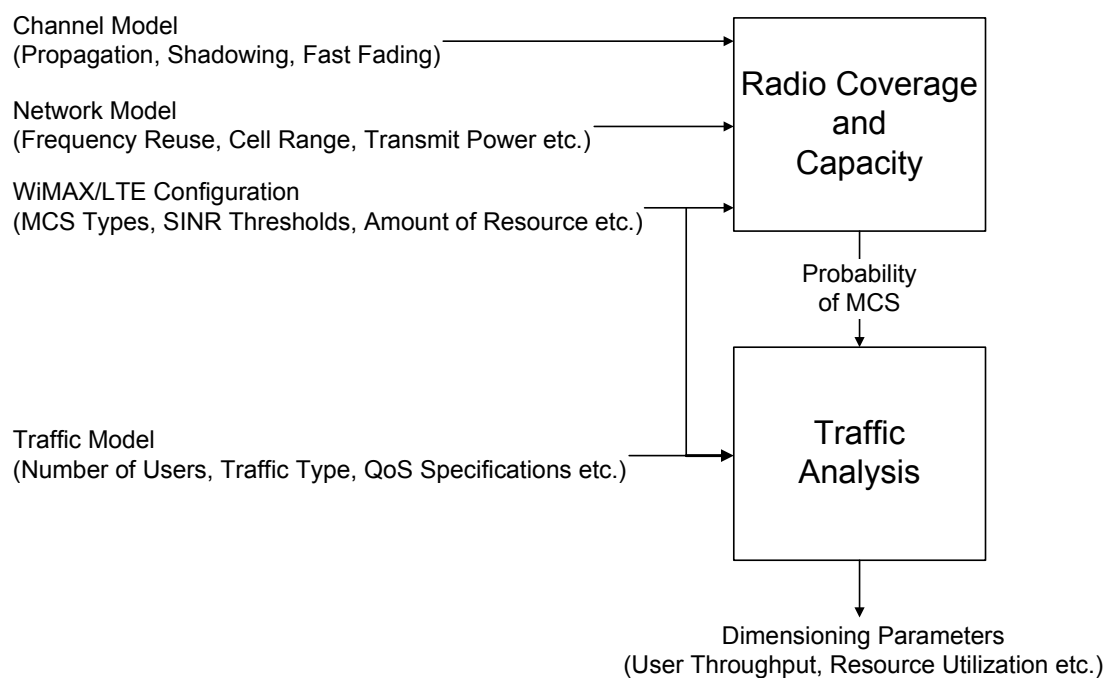 Channel Model
(Propagation, Shadowing, Fast Fading)
Radio Coverage
and
Capacity
Network Model
(Frequency Reuse, Cell Range, Transmit Power etc.)
WiMAX/LTE Configuration
(MCS Types, SINR Thresholds, Amount of Resource etc.)
Probability
of MCS
Traffic Model
(Number of Users, Traffic Type, QoS Specifications etc.)
Traffic
Analysis
Dimensioning Parameters
(User Throughput, Resource Utilization etc.)